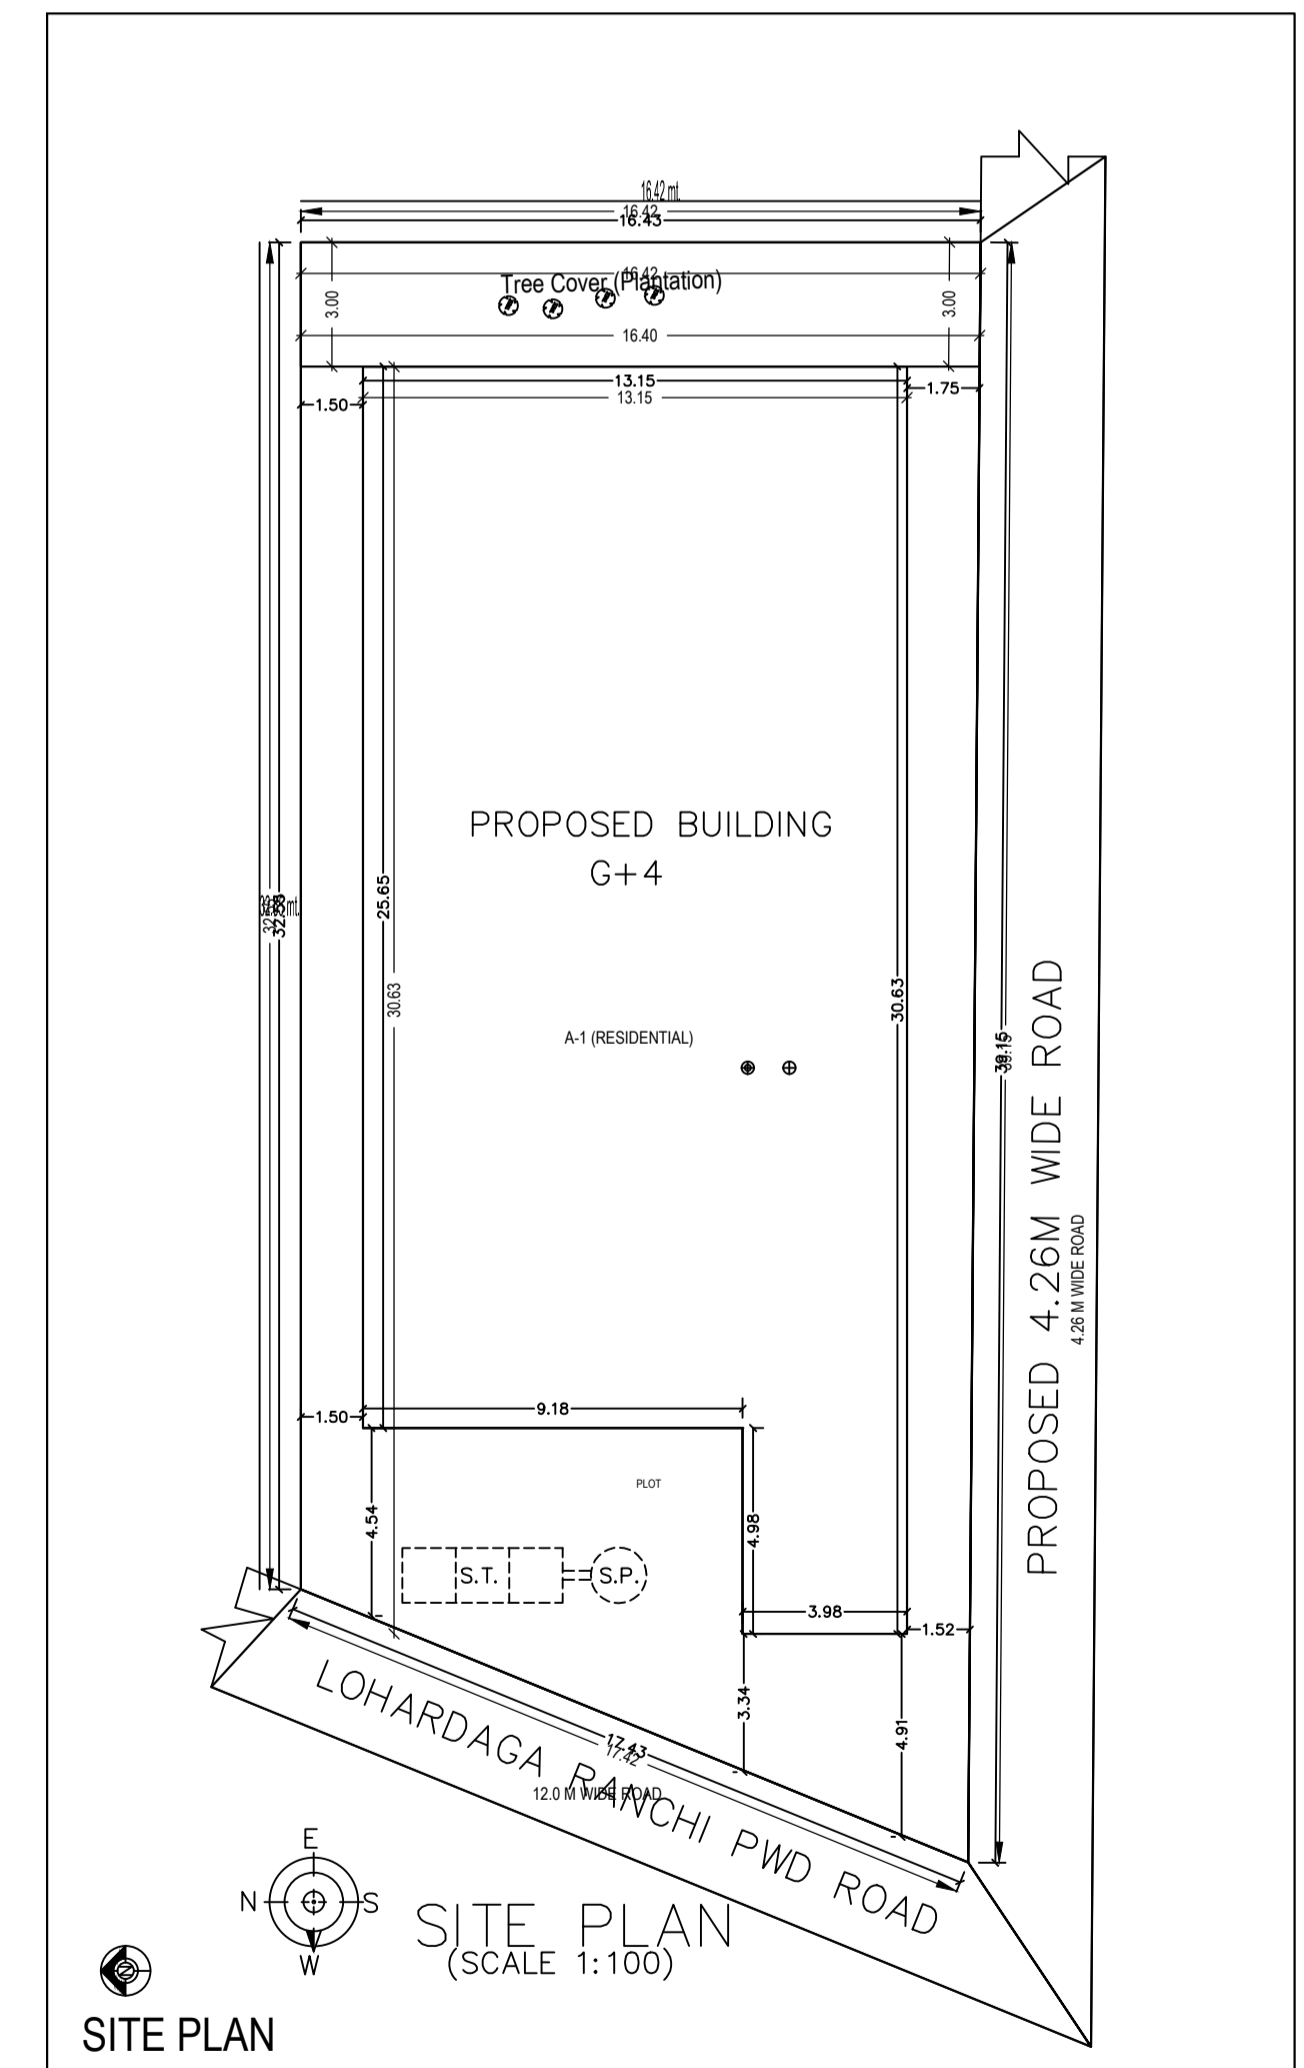 16.42 mt.
16.42
16.43
16.42
Tree Cover (Plantation)
3.00
3.00
16.40
13.15
13.15
1.50
1.75
PROPOSED BUILDING
G+4
25.65
30.63
30.63
A-1 (RESIDENTIAL)
39.15
PROPOSED 4.26M WIDE ROAD
4.26 M WIDE ROAD
9.18
1.50
PLOT
4.54
4.98
S.T.
S.P.
3.98
1.52
3.34
4.91
17.43
17.42
LOHARDAGA RANCHI PWD ROAD
12.0 M WIDE ROAD
E
N
S
W
SITE PLAN
(SCALE 1:100)
N
SITE PLAN